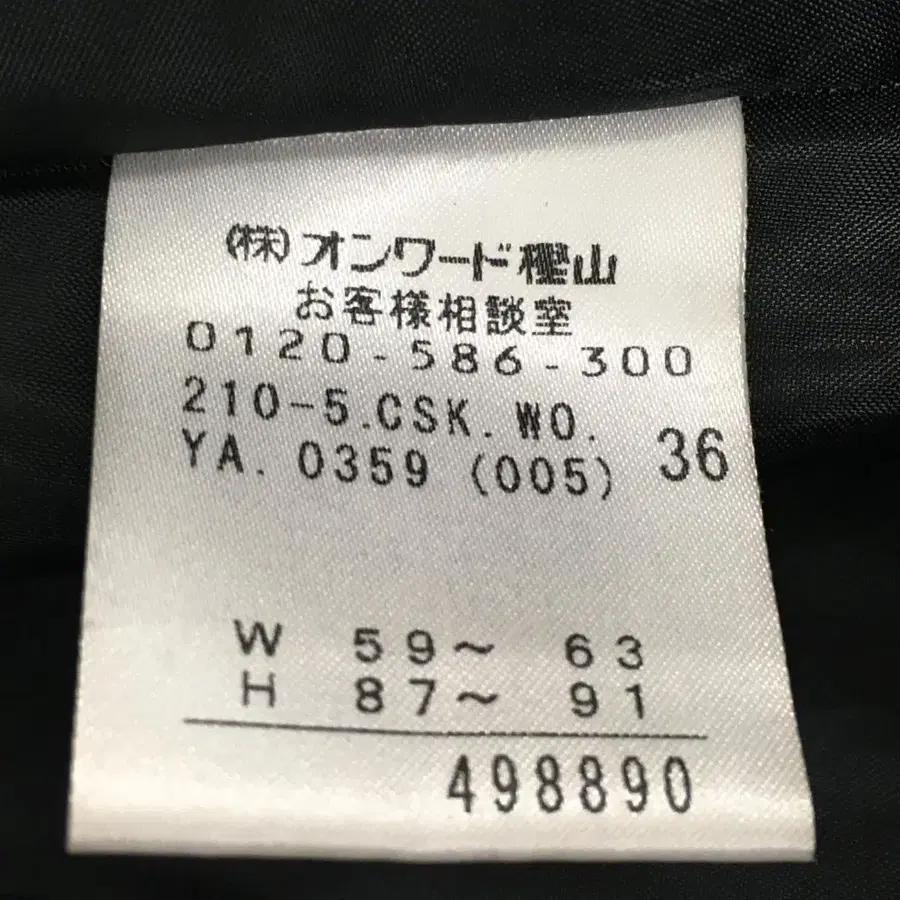 (株)オンワード樫山
お客様相談室
0120-586-300
210-5.CSK.WO.
YA. 0359 (005) 36
W 59~ 63
H 87~ 91
498890